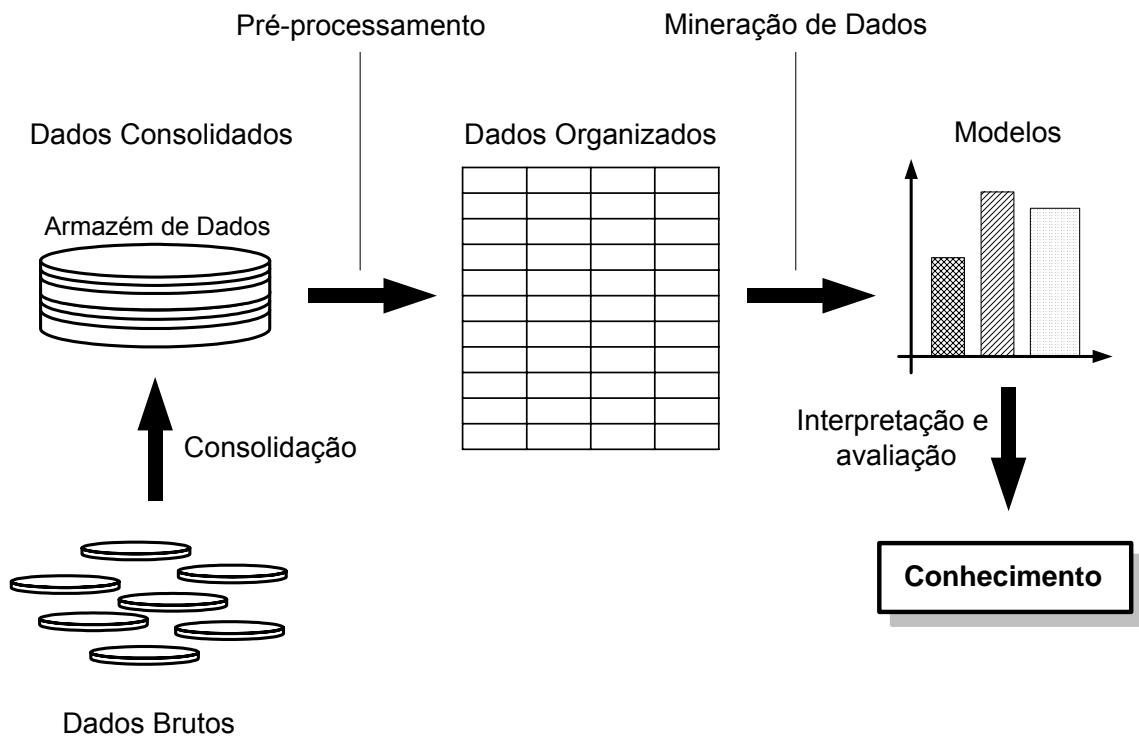 Pré-processamento
Mineração de Dados
Dados Consolidados
Dados Organizados
Modelos
Armazém de Dados
Consolidação
Interpretação e
avaliação
Conhecimento
Dados Brutos